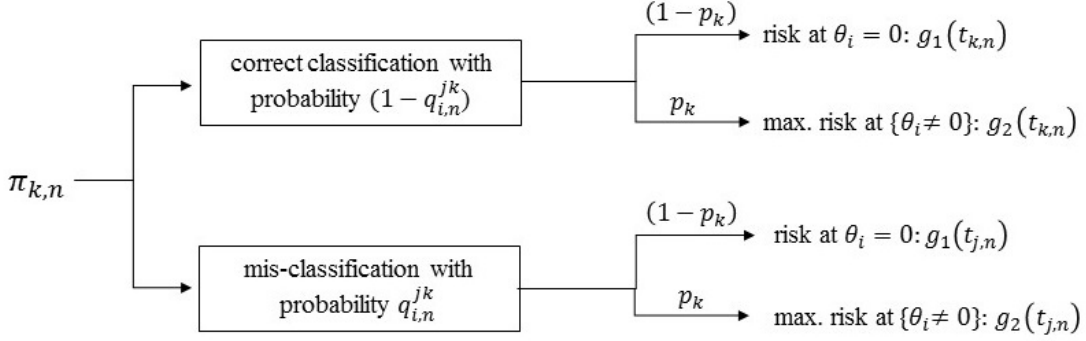 (1 − p_k)
risk at θ_i = 0: g_1(t_{k,n})
correct classification with
probability (1 − q_{i,n}^{jk})
p_k
max. risk at {θ_i ≠ 0}: g_2(t_{k,n})
π_{k,n}
(1 − p_k)
risk at θ_i = 0: g_1(t_{j,n})
mis-classification with
probability q_{i,n}^{jk}
p_k
max. risk at {θ_i ≠ 0}: g_2(t_{j,n})